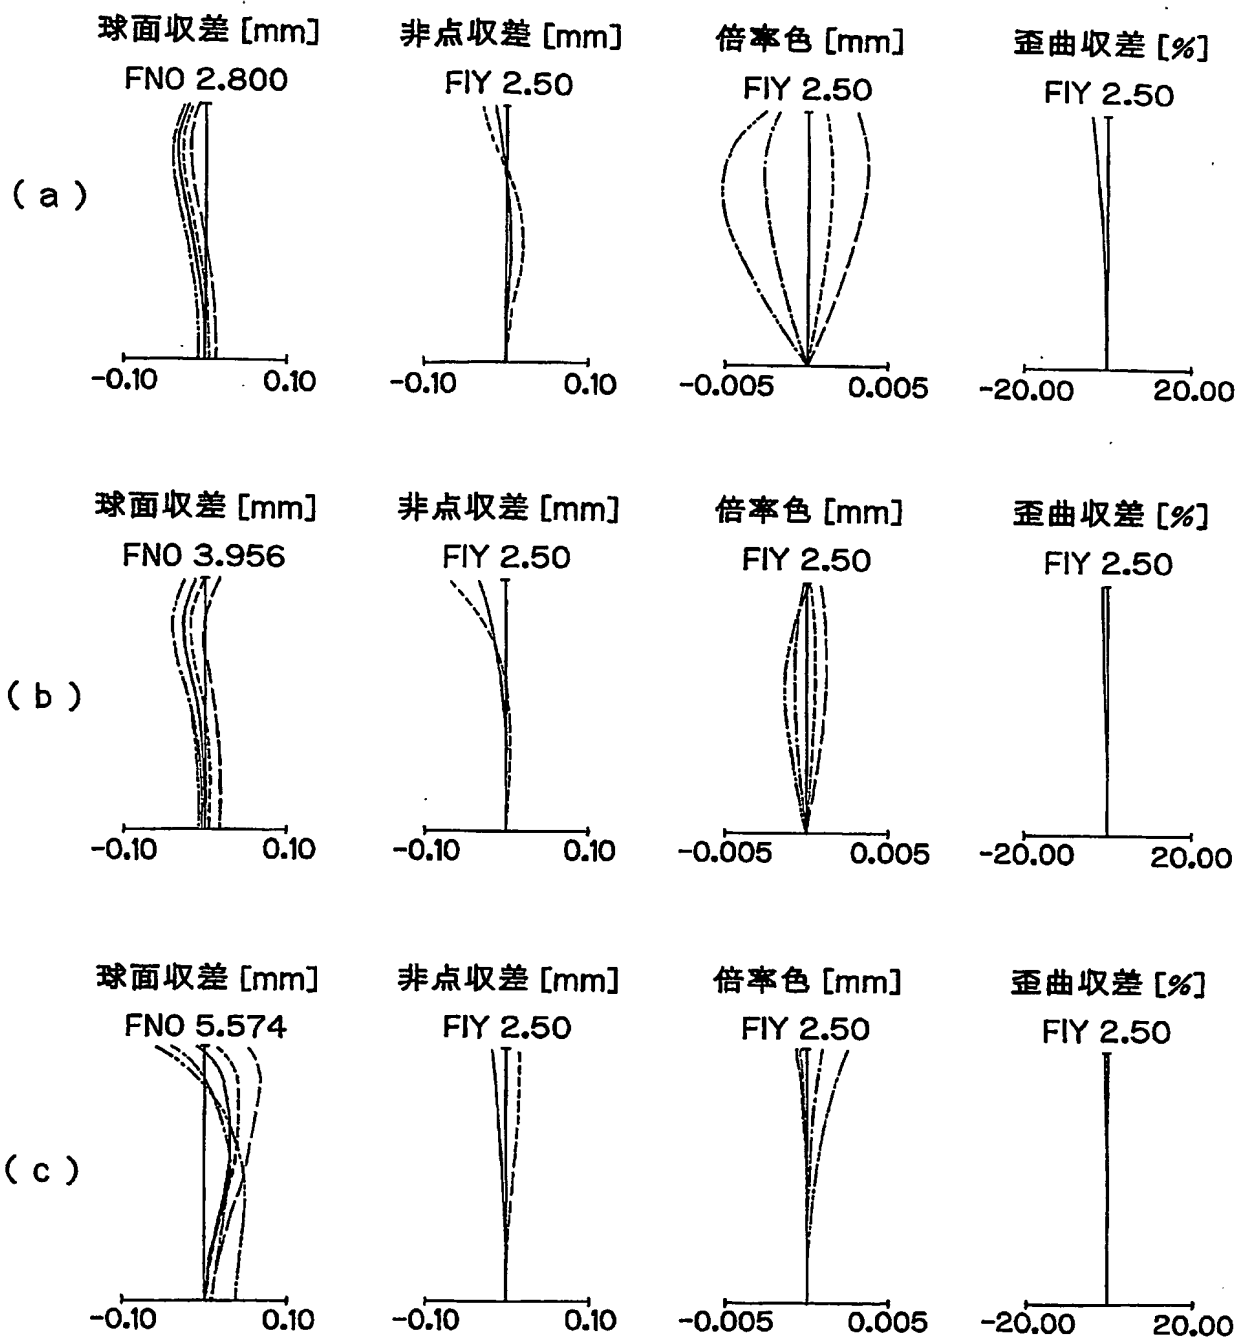 球面収差 [mm] 非点収差 [mm] 倍率色 [mm] 歪曲収差 [%]
FNO 2.800 FIY 2.50 FIY 2.50 FIY 2.50
(a)
-0.10 0.10 -0.10 0.10 -0.005 0.005 -20.00 20.00
球面収差 [mm] 非点収差 [mm] 倍率色 [mm] 歪曲収差 [%]
FNO 3.956 FIY 2.50 FIY 2.50 FIY 2.50
(b)
-0.10 0.10 -0.10 0.10 -0.005 0.005 -20.00 20.00
球面収差 [mm] 非点収差 [mm] 倍率色 [mm] 歪曲収差 [%]
FNO 5.574 FIY 2.50 FIY 2.50 FIY 2.50
(c)
-0.10 0.10 -0.10 0.10 -0.005 0.005 -20.00 20.00